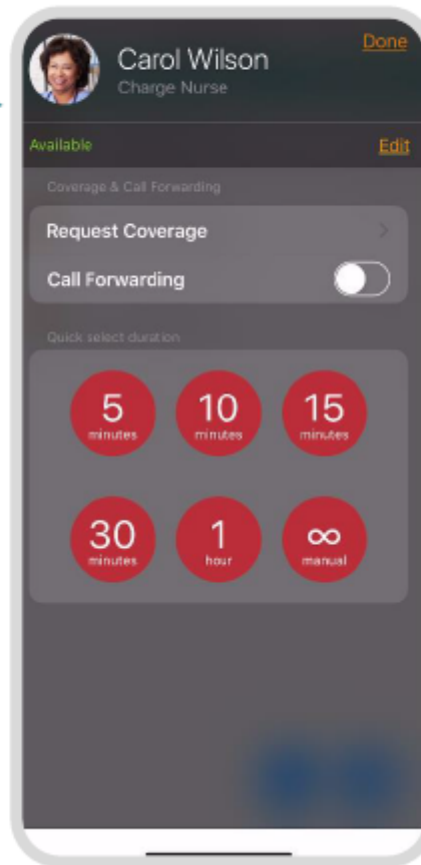 Carol Wilson
Done
Charge Nurse
Available
Edit
Coverage & Call Forwarding
Request Coverage
Call Forwarding
Quick select duration
5
minutes
10
minutes
15
minutes
30
minutes
1
hour
∞
manual